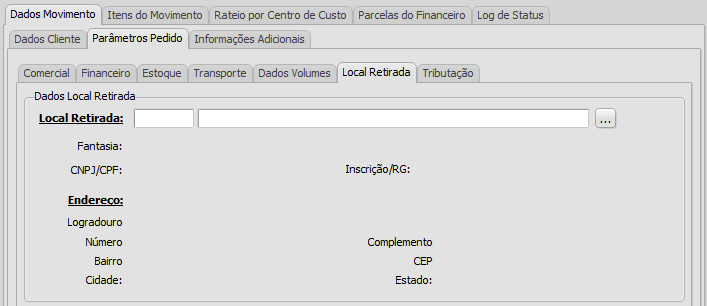 Dados Movimento Itens do Movimento Rateio por Centro de Custo Parcelas do Financeiro Log de Status
Dados Cliente Parâmetros Pedido Informações Adicionais
Comercial Financeiro Estoque Transporte Dados Volumes Local Retirada Tributação
Dados Local Retirada
Local Retirada: ...
Fantasia:
CNPJ/CPF: Inscrição/RG:
Endereço:
Logradouro
Número Complemento
Bairro CEP
Cidade: Estado: